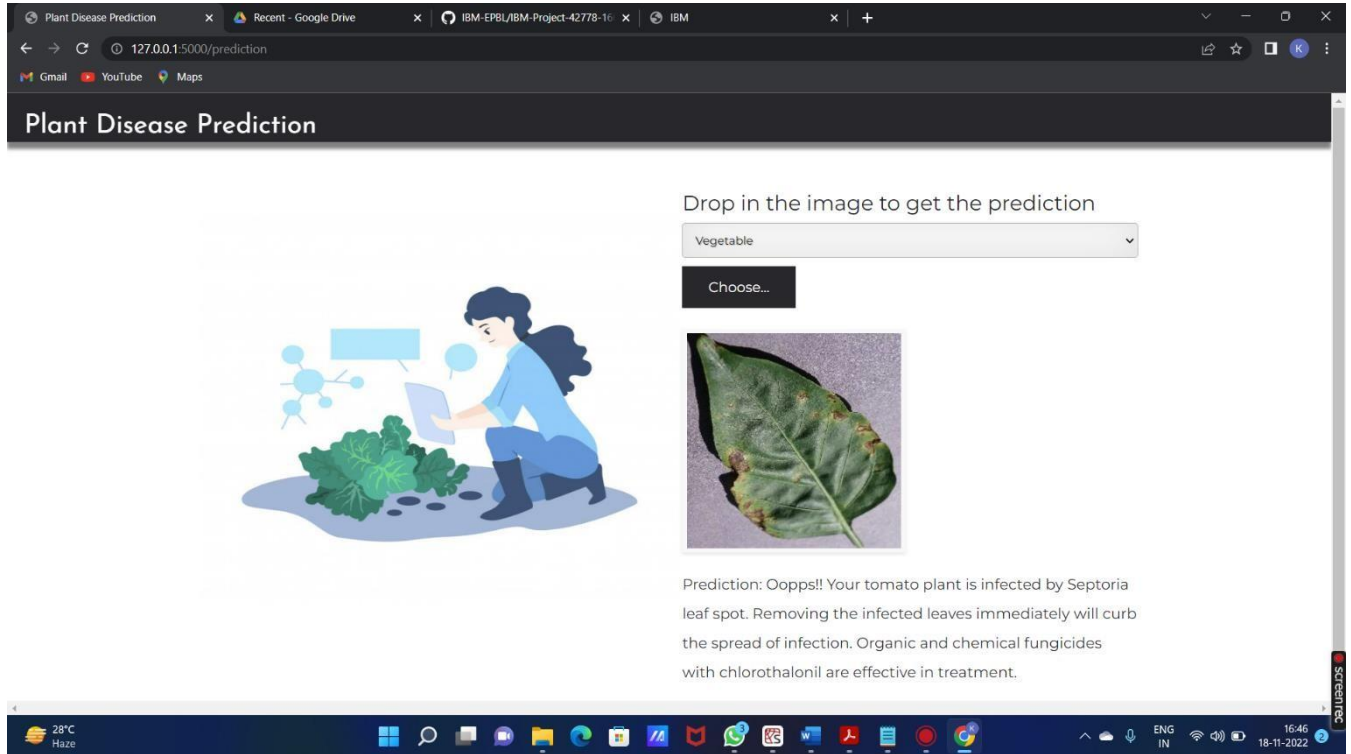 Plant Disease Prediction
Recent - Google Drive
IBM-EPBL/IBM-Project-42778-16
IBM
127.0.0.1:5000/prediction
K
Gmail
YouTube
Maps
Plant Disease Prediction
Drop in the image to get the prediction
Vegetable
Choose...
Prediction: Oopps!! Your tomato plant is infected by Septoria
leaf spot. Removing the infected leaves immediately will curb
the spread of infection. Organic and chemical fungicides
with chlorothalonil are effective in treatment.
screenrec
28°C
Haze
ENG
IN
16:46
18-11-2022
2